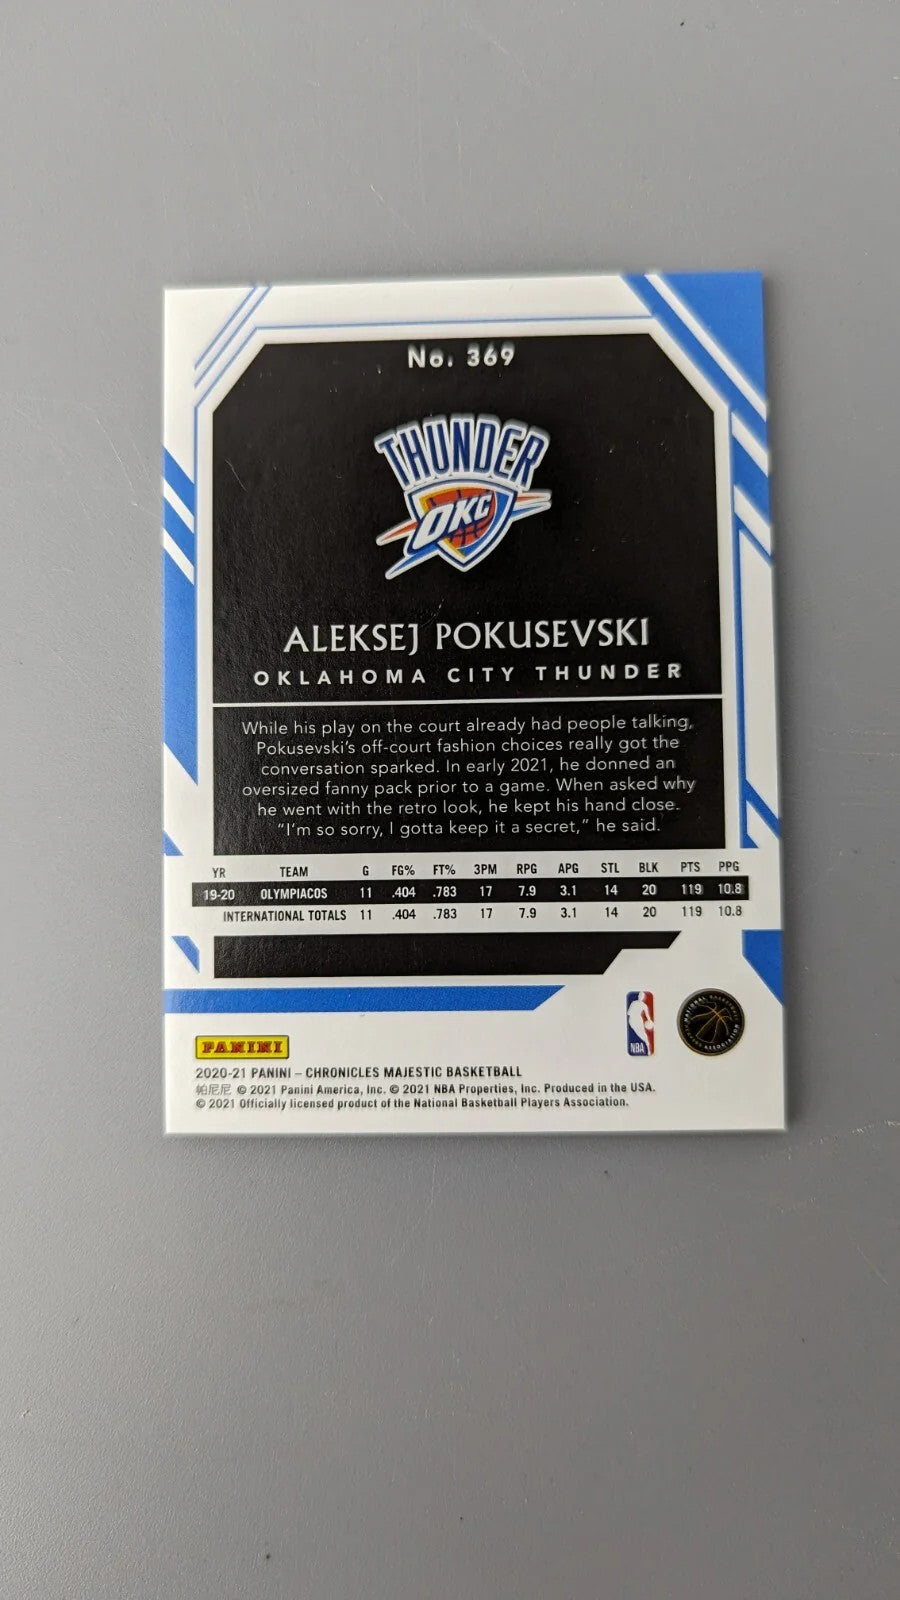 No. 369
THUNDER
OKC
ALEKSEJ POKUSEVSKI
OKLAHOMA CITY THUNDER
While his play on the court already had people talking,
Pokusevski's off-court fashion choices really got the
conversation sparked. In early 2021, he donned an
oversized fanny pack prior to a game. When asked why
he went with the retro look, he kept his hand close.
"I'm so sorry, I gotta keep it a secret," he said.
YR TEAM G FG% FT% 3PM RPG APG STL BLK PTS PPG
19-20 OLYMPIACOS 11 .404 .783 17 7.9 3.1 14 20 119 10.8
INTERNATIONAL TOTALS 11 .404 .783 17 7.9 3.1 14 20 119 10.8
NBA
NATIONAL BASKETBALL PLAYERS ASSOCIATION
PANINI
2020-21 PANINI – CHRONICLES MAJESTIC BASKETBALL
帕尼尼 © 2021 Panini America, Inc. © 2021 NBA Properties, Inc. Produced in the USA.
© 2021 Officially licensed product of the National Basketball Players Association.